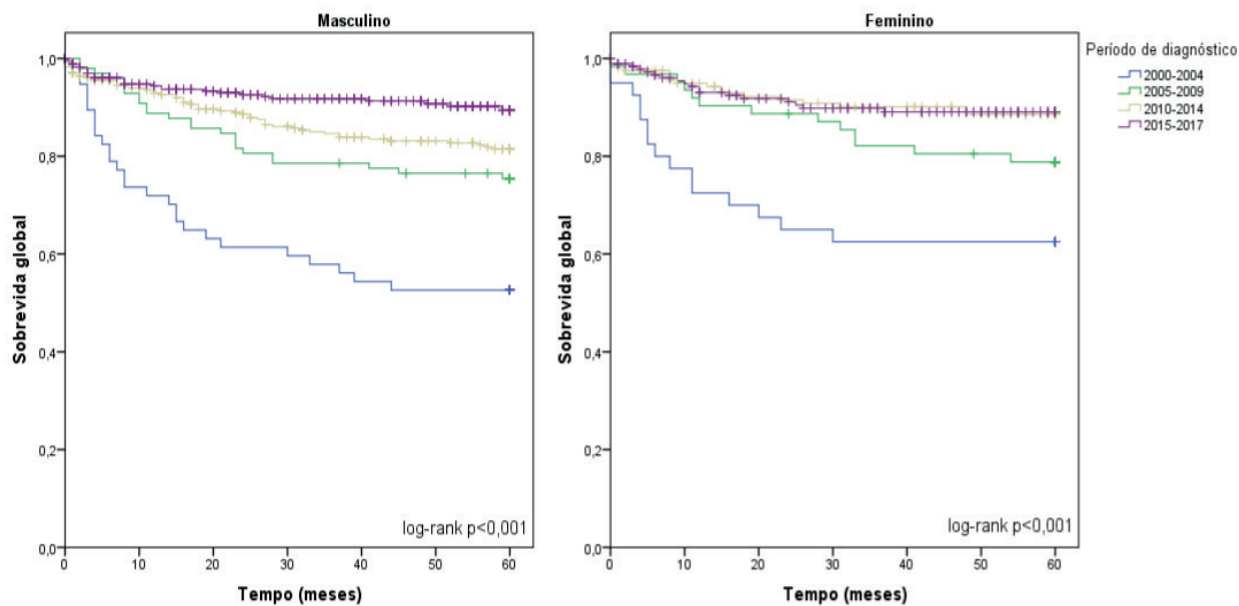 Masculino
Sobrevida global
1,0
0,8
0,6
0,4
0,2
0,0
log-rank p<0,001
0 10 20 30 40 50 60
Tempo (meses)
Feminino
Sobrevida global
1,0
0,8
0,6
0,4
0,2
0,0
log-rank p<0,001
0 10 20 30 40 50 60
Tempo (meses)
Período de diagnóstico
2000-2004
2005-2009
2010-2014
2015-2017